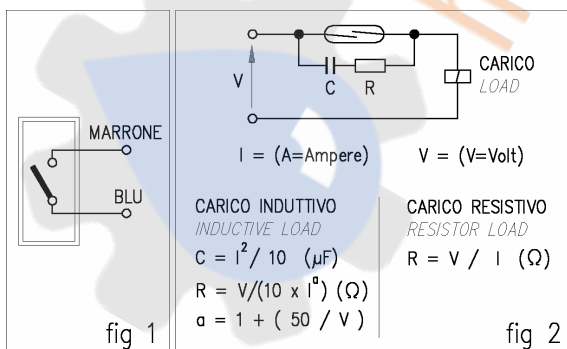 MARRONE
BLU
fig 1
V
C
R
CARICO
LOAD
I = (A=Ampere)
V = (V=Volt)
CARICO INDUTTIVO
INDUCTIVE LOAD
C = I²/ 10 (µF)
R = V/(10 x Iᵃ) (Ω)
a = 1 + ( 50 / V )
CARICO RESISTIVO
RESISTOR LOAD
R = V / I (Ω)
fig 2